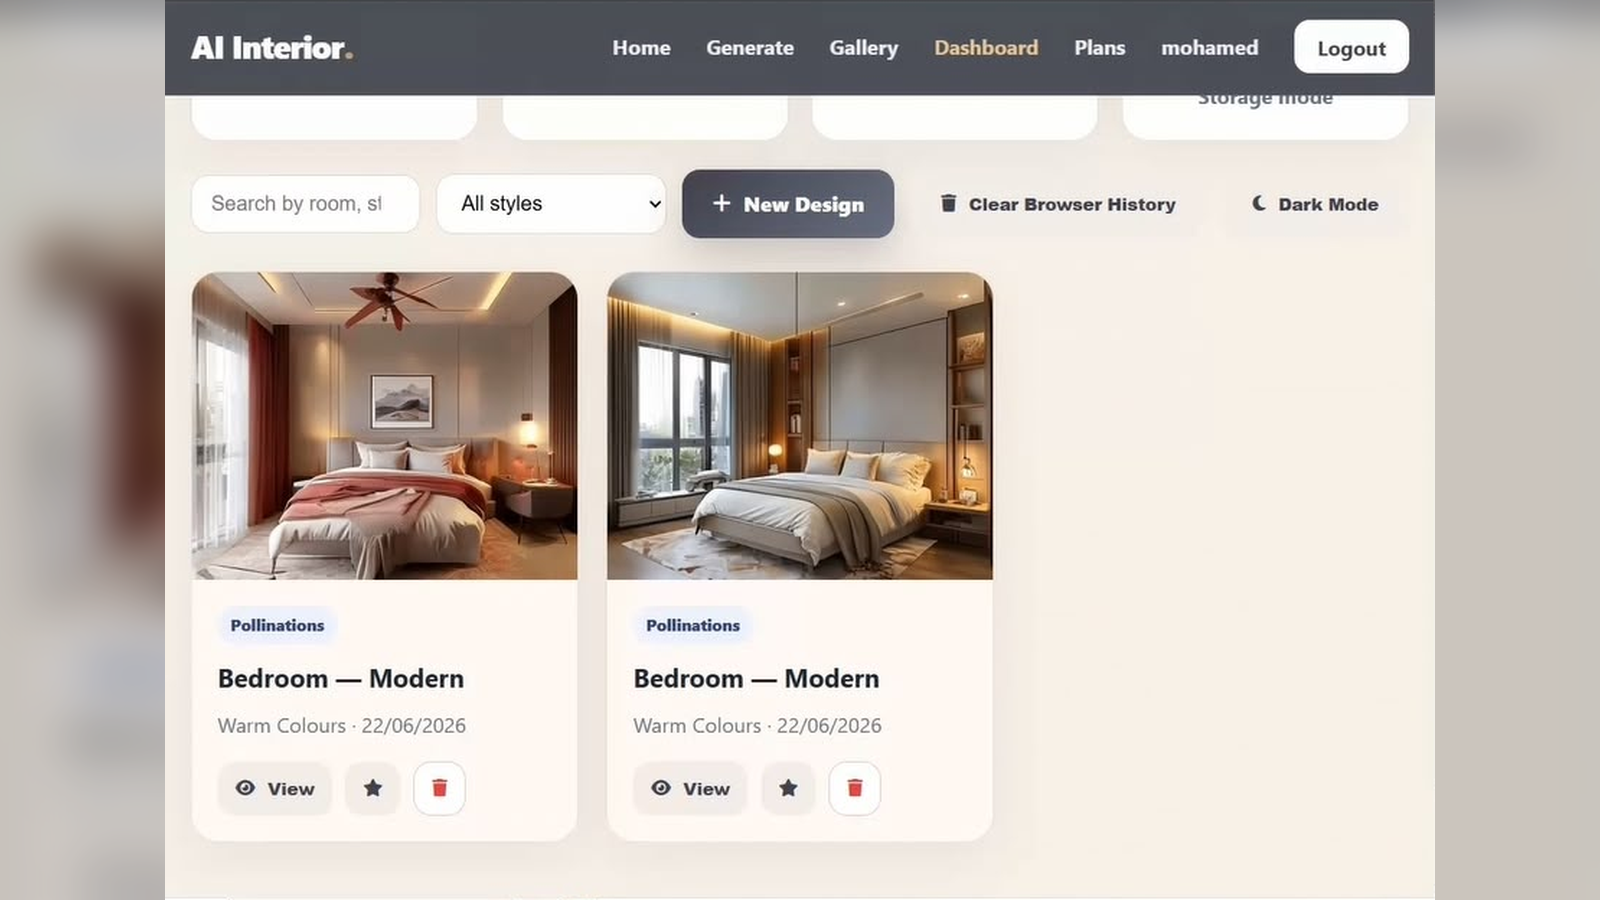 AI Interior.
Home
Generate
Gallery
Dashboard
Plans
mohamed
Logout
Storage mode
Search by room, st
All styles
+ New Design
Clear Browser History
Dark Mode
Pollinations
Bedroom — Modern
Warm Colours · 22/06/2026
View
Pollinations
Bedroom — Modern
Warm Colours · 22/06/2026
View